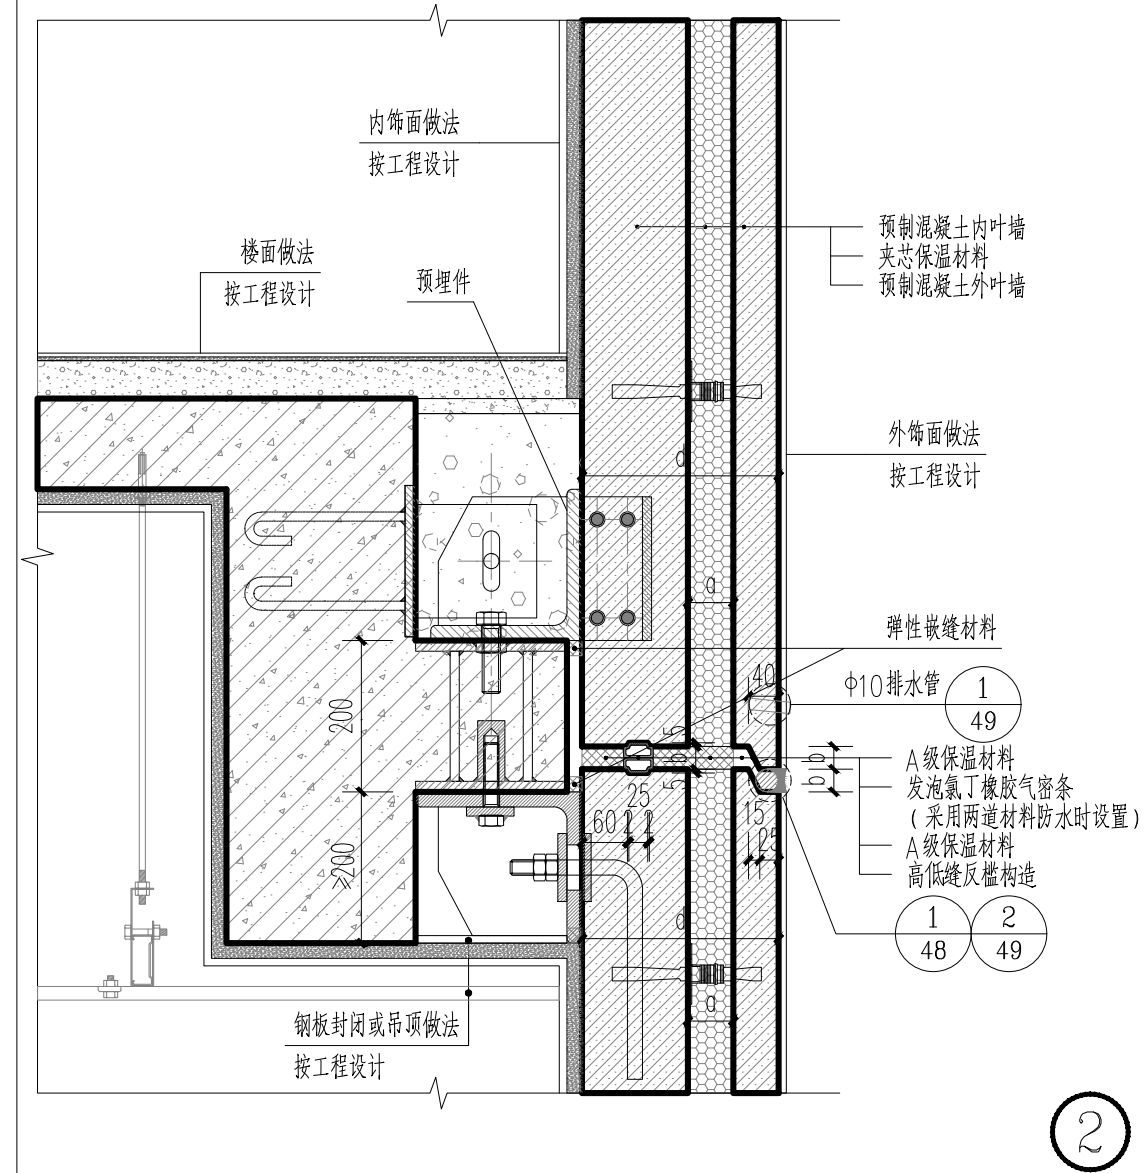 内饰面做法
按工程设计
预制混凝土内叶墙
夹芯保温材料
预制混凝土外叶墙
楼面做法
按工程设计
预埋件
外饰面做法
按工程设计
d
a
弹性嵌缝材料
40
Φ10排水管
1
49
200
5
b
5
b
b
A级保温材料
发泡氯丁橡胶气密条
(采用两道材料防水时设置)
A级保温材料
高低缝反槛构造
25
60
2
2
15
25
≥200
1
48
2
49
d
a
钢板封闭或吊顶做法
按工程设计
2